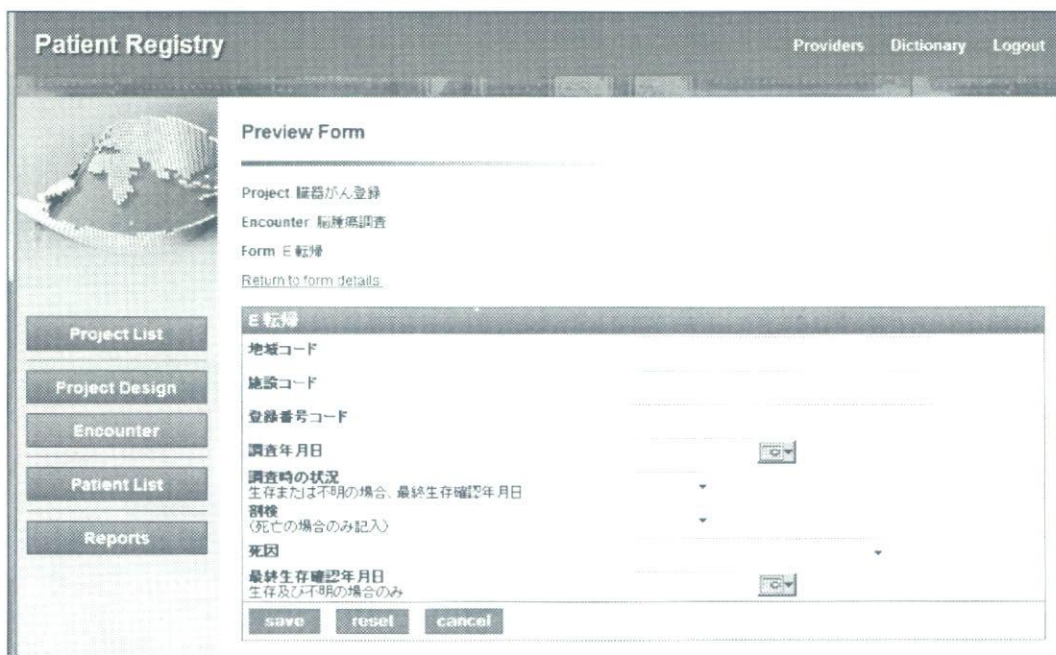 Patient Registry
Providers Dictionary Logout
Preview Form
Project 臓器がん登録
Encounter 脳腫瘍調査
Form E 転帰
Return to form details
Project List
Project Design
Encounter
Patient List
Reports
E 転帰
地域コード
施設コード
登録番号コード
調査年月日
調査時の状況
生存または不明の場合、最終生存確認年月日
剖検
(死亡の場合のみ記入)
死因
最終生存確認年月日
生存及び不明の場合のみ
save reset cancel